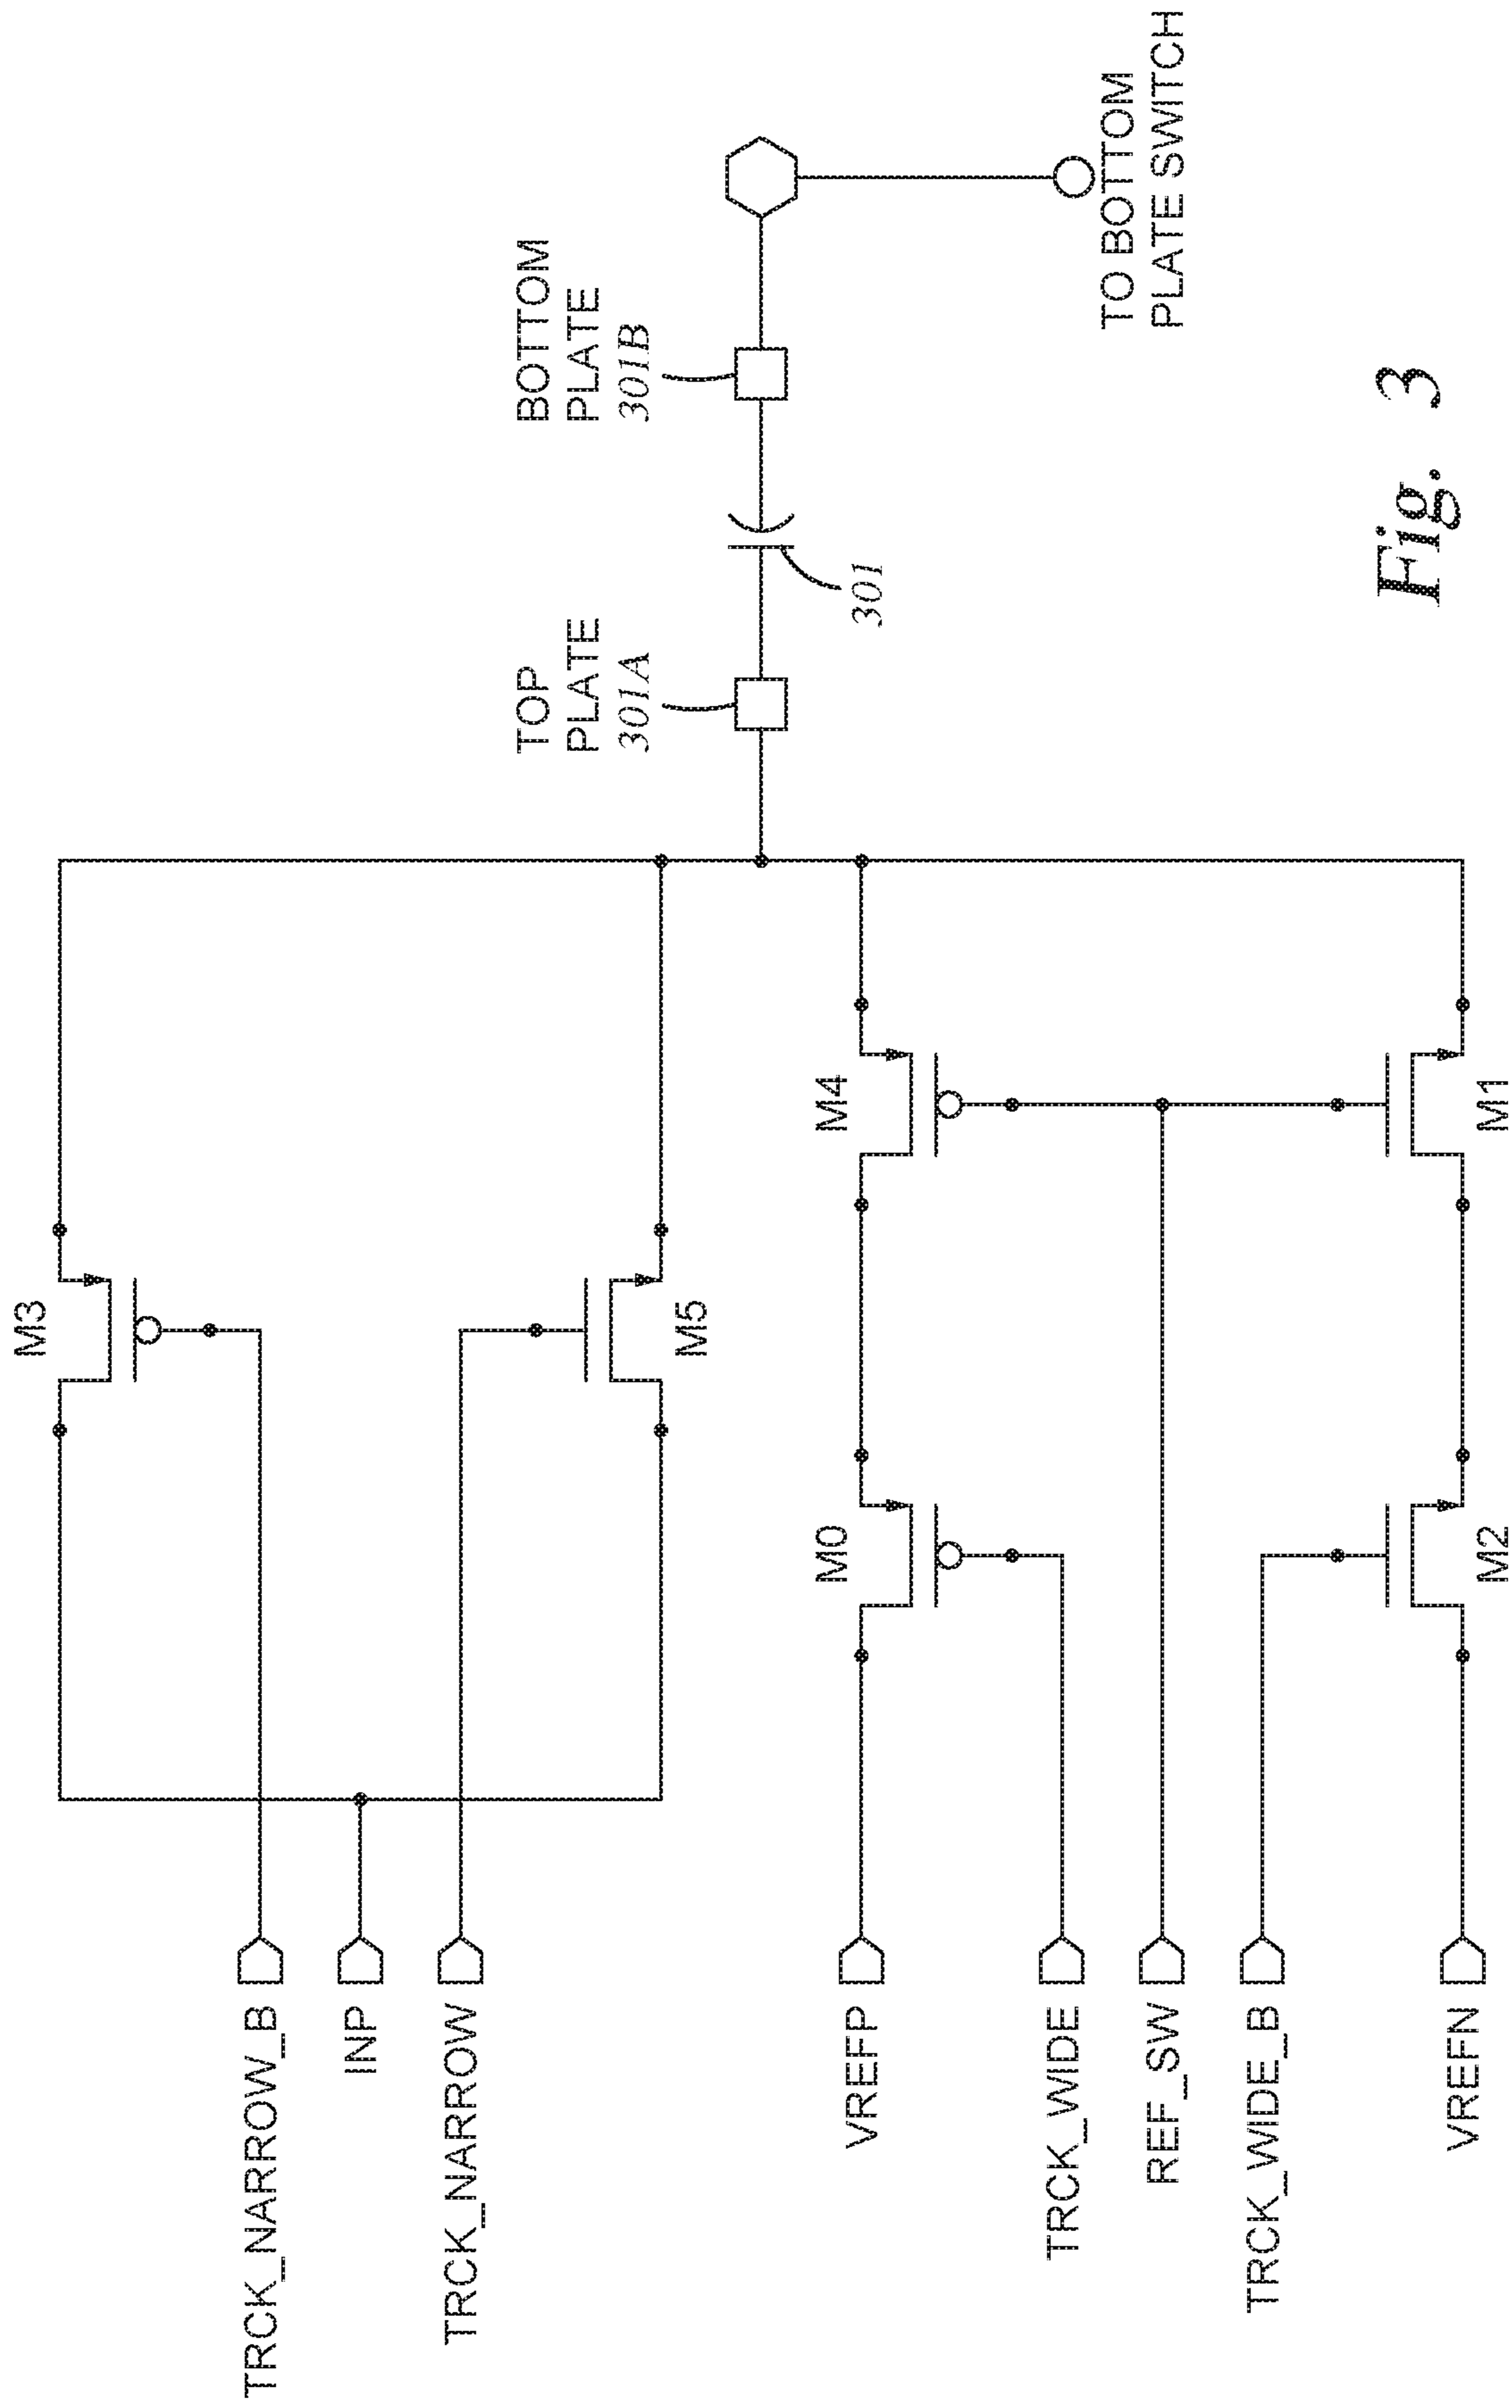 TRCK_NARROW_B
INP
TRCK_NARROW
VREFP
TRCK_WIDE
REF_SW
TRCK_WIDE_B
VREFN
M3
M5
M0
M4
M2
M1
TOP
PLATE
301A
301
BOTTOM
PLATE
301B
TO BOTTOM
PLATE SWITCH
Fig. 3